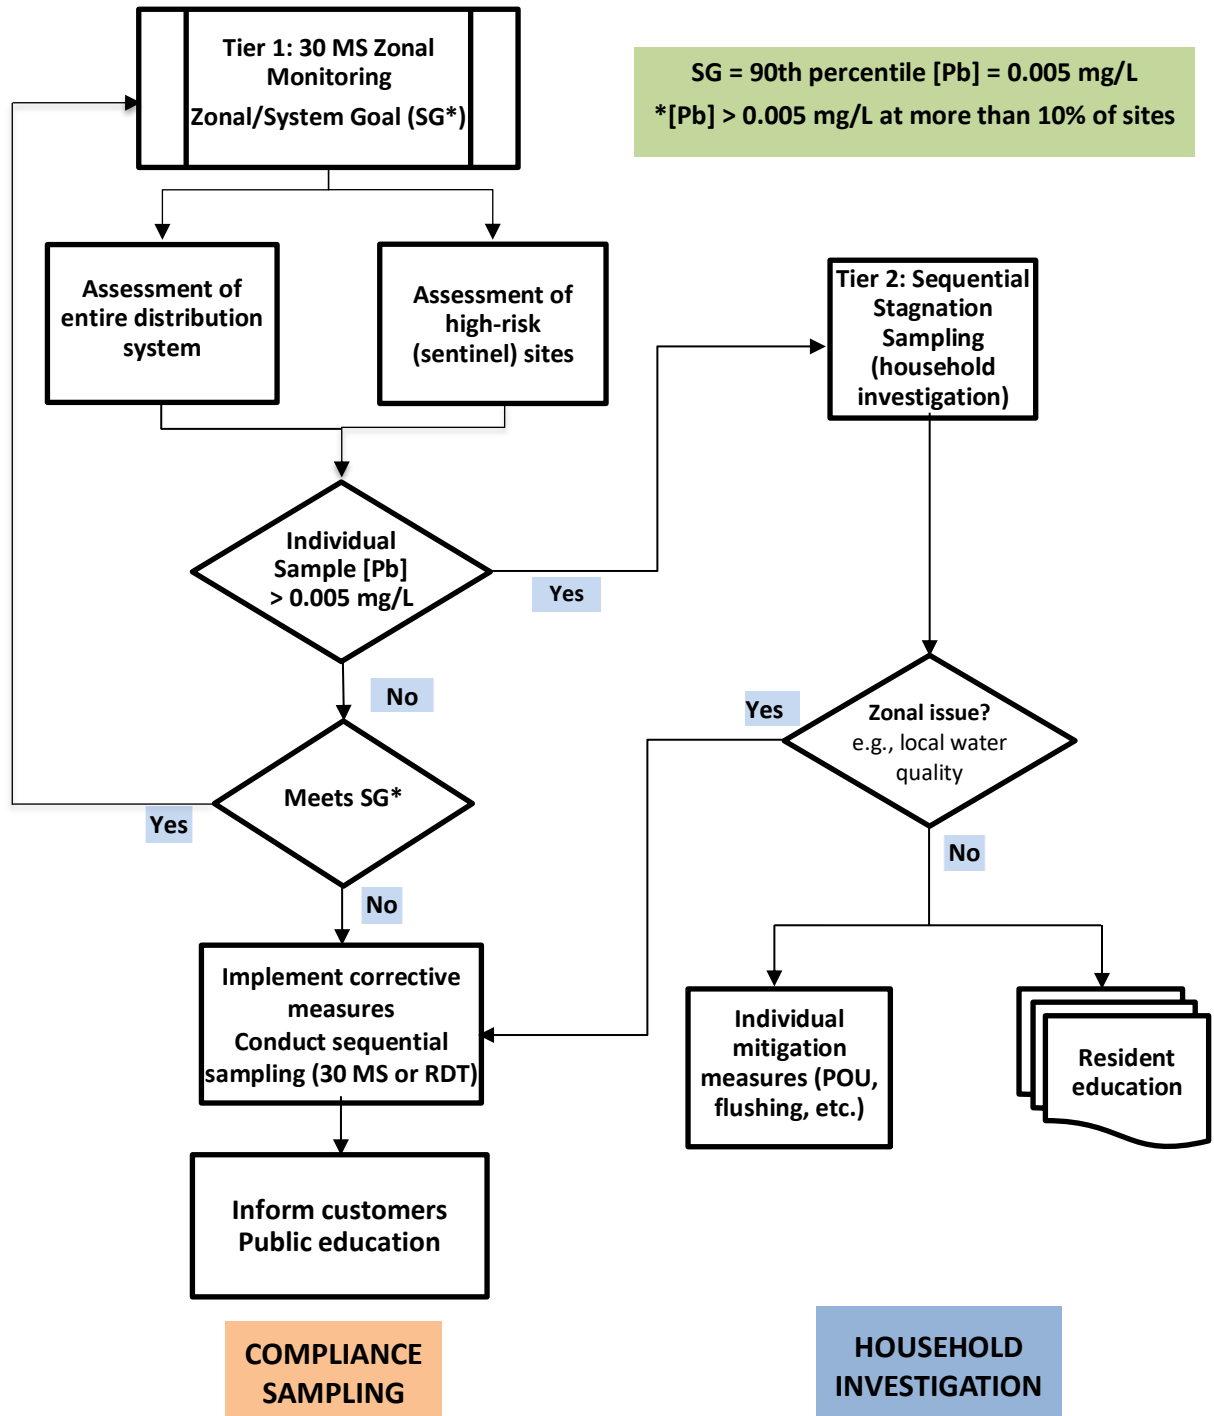 Tier 1: 30 MS Zonal
Monitoring
Zonal/System Goal (SG*)
SG = 90th percentile [Pb] = 0.005 mg/L
*[Pb] > 0.005 mg/L at more than 10% of sites
Assessment of
entire distribution
system
Assessment of
high-risk
(sentinel) sites
Tier 2: Sequential
Stagnation
Sampling
(household
investigation)
Individual
Sample [Pb]
> 0.005 mg/L
Yes
No
Meets SG*
Yes
No
Zonal issue?
e.g., local water
quality
Yes
No
Implement corrective
measures
Conduct sequential
sampling (30 MS or RDT)
Individual
mitigation
measures (POU,
flushing, etc.)
Resident
education
Inform customers
Public education
COMPLIANCE
SAMPLING
HOUSEHOLD
INVESTIGATION